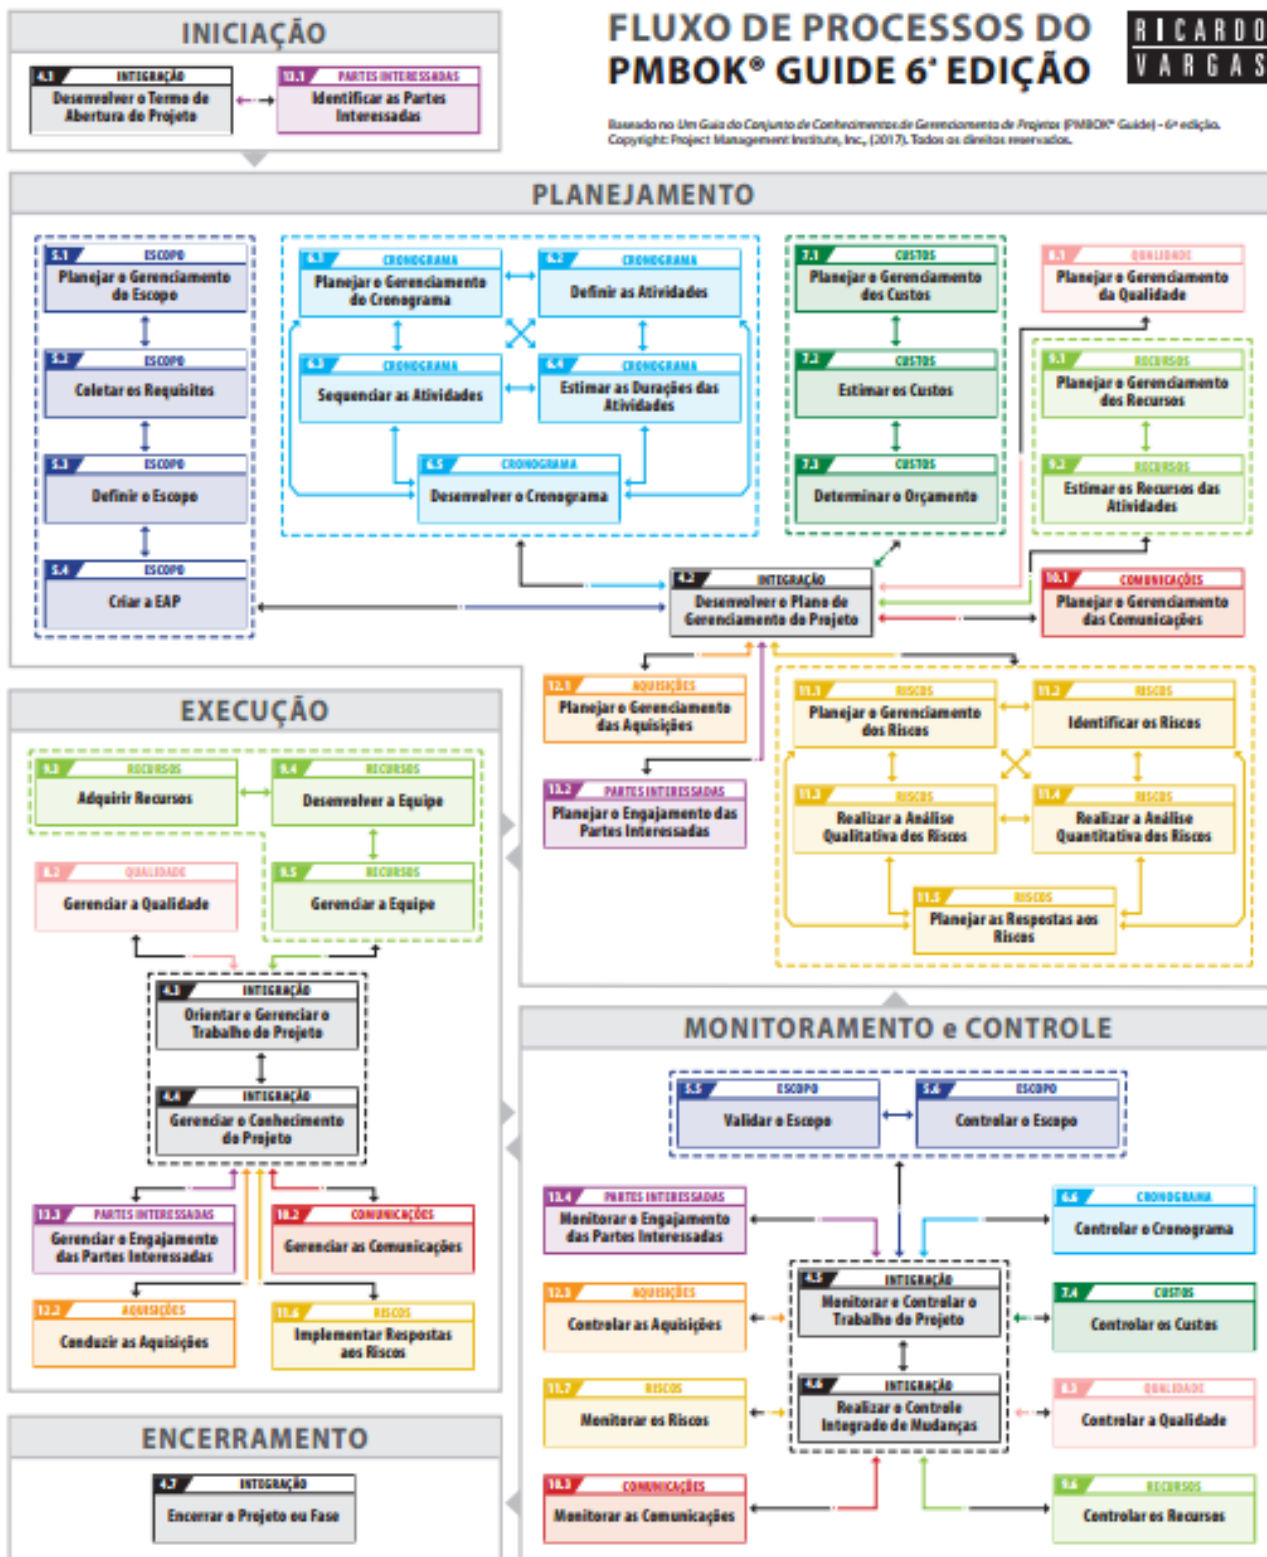 FLUXO DE PROCESSOS DO
PMBOK® GUIDE 6ª EDIÇÃO
RICARDO
VARGAS
Baseado no Um Guia do Conjunto de Conhecimentos de Gerenciamento de Projetos (PMBOK® Guide) – 6ª edição.
Copyright: Project Management Institute, Inc., (2017). Todos os direitos reservados.
INICIAÇÃO
4.1 INTEGRAÇÃO
Desenvolver o Termo de
Abertura do Projeto
13.1 PARTES INTERESSADAS
Identificar as Partes
Interessadas
PLANEJAMENTO
5.1 ESCOPO
Planejar o Gerenciamento
do Escopo
5.2 ESCOPO
Coletar os Requisitos
5.3 ESCOPO
Definir o Escopo
5.4 ESCOPO
Criar a EAP
6.1 CRONOGRAMA
Planejar o Gerenciamento
do Cronograma
6.2 CRONOGRAMA
Definir as Atividades
6.3 CRONOGRAMA
Sequenciar as Atividades
6.4 CRONOGRAMA
Estimar as Durações das
Atividades
6.5 CRONOGRAMA
Desenvolver o Cronograma
7.1 CUSTOS
Planejar o Gerenciamento
dos Custos
7.2 CUSTOS
Estimar os Custos
7.3 CUSTOS
Determinar o Orçamento
8.1 QUALIDADE
Planejar o Gerenciamento
da Qualidade
9.1 RECURSOS
Planejar o Gerenciamento
dos Recursos
9.2 RECURSOS
Estimar os Recursos das
Atividades
4.2 INTEGRAÇÃO
Desenvolver o Plano de
Gerenciamento do Projeto
10.1 COMUNICAÇÕES
Planejar o Gerenciamento
das Comunicações
12.1 AQUISIÇÕES
Planejar o Gerenciamento
das Aquisições
13.2 PARTES INTERESSADAS
Planejar o Engajamento das
Partes Interessadas
11.1 RISCOS
Planejar o Gerenciamento
dos Riscos
11.2 RISCOS
Identificar os Riscos
11.3 RISCOS
Realizar a Análise
Qualitativa dos Riscos
11.4 RISCOS
Realizar a Análise
Quantitativa dos Riscos
11.5 RISCOS
Planejar as Respostas aos
Riscos
EXECUÇÃO
9.3 RECURSOS
Adquirir Recursos
9.4 RECURSOS
Desenvolver a Equipe
8.2 QUALIDADE
Gerenciar a Qualidade
9.5 RECURSOS
Gerenciar a Equipe
4.3 INTEGRAÇÃO
Orientar e Gerenciar o
Trabalho do Projeto
4.4 INTEGRAÇÃO
Gerenciar o Conhecimento
do Projeto
13.3 PARTES INTERESSADAS
Gerenciar o Engajamento
das Partes Interessadas
10.2 COMUNICAÇÕES
Gerenciar as Comunicações
12.2 AQUISIÇÕES
Conduzir as Aquisições
11.6 RISCOS
Implementar Respostas
aos Riscos
MONITORAMENTO e CONTROLE
5.5 ESCOPO
Validar o Escopo
5.6 ESCOPO
Controlar o Escopo
13.4 PARTES INTERESSADAS
Monitorar o Engajamento
das Partes Interessadas
6.6 CRONOGRAMA
Controlar o Cronograma
12.3 AQUISIÇÕES
Controlar as Aquisições
4.5 INTEGRAÇÃO
Monitorar e Controlar o
Trabalho do Projeto
7.4 CUSTOS
Controlar os Custos
11.7 RISCOS
Monitorar os Riscos
4.6 INTEGRAÇÃO
Realizar o Controle
Integrado de Mudanças
8.3 QUALIDADE
Controlar a Qualidade
10.3 COMUNICAÇÕES
Monitorar as Comunicações
9.6 RECURSOS
Controlar os Recursos
ENCERRAMENTO
4.7 INTEGRAÇÃO
Encerrar o Projeto ou Fase